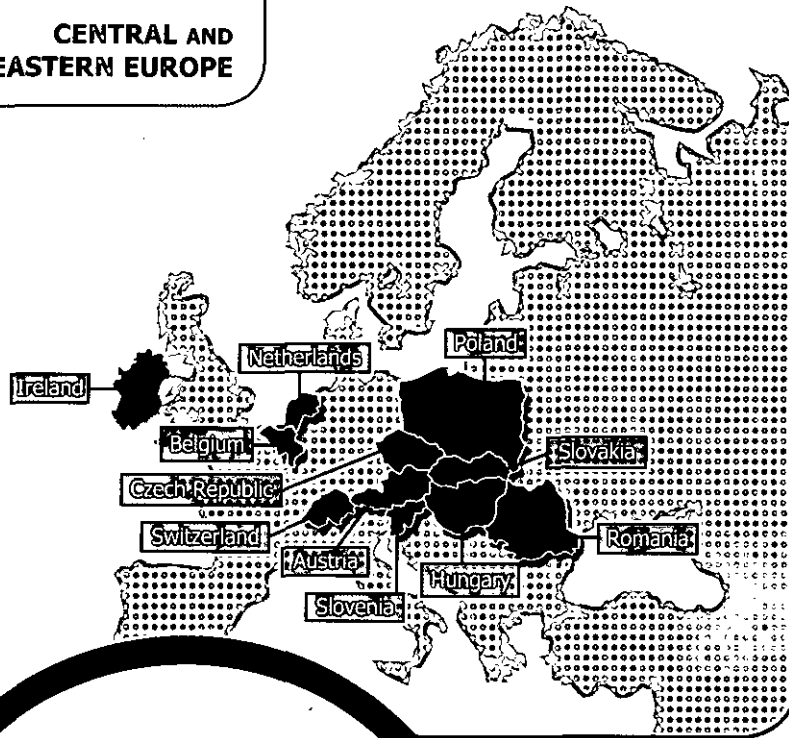 CENTRAL AND
EASTERN EUROPE
Poland
Netherlands
Ireland
Belgium
Slovakia
Czech Republic
Switzerland
Romania
Austria
Hungary
Slovenia